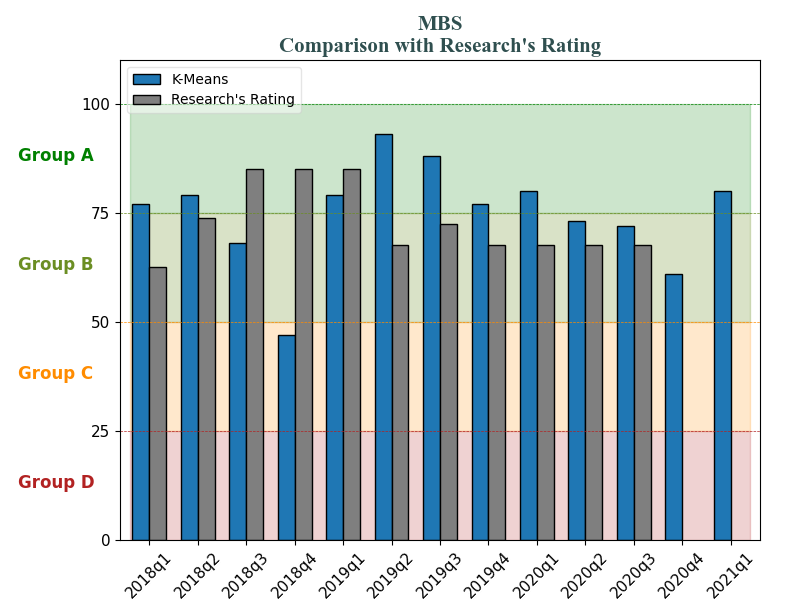 MBS
Comparison with Research's Rating
K-Means
Research's Rating
100
75
50
25
0
Group A
Group B
Group C
Group D
2018q1
2018q2
2018q3
2018q4
2019q1
2019q2
2019q3
2019q4
2020q1
2020q2
2020q3
2020q4
2021q1